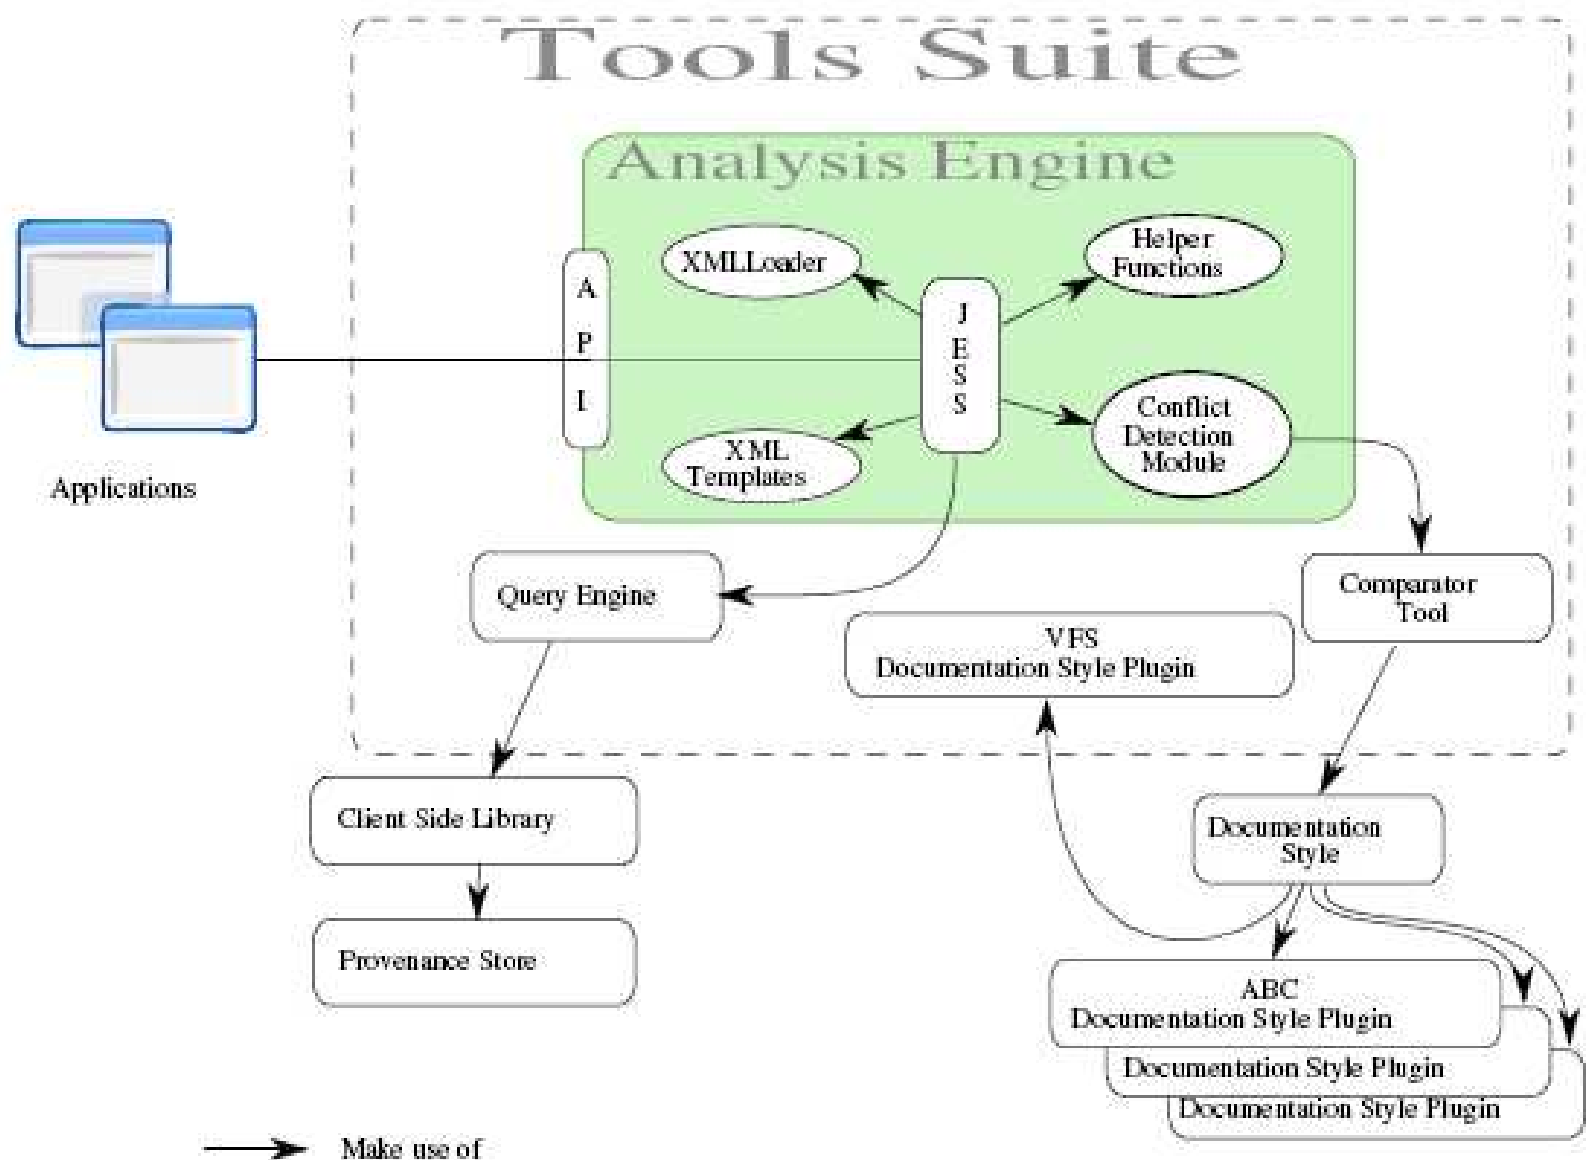 Tools Suite
Analysis Engine
XMLLoader
Helper
Functions
A
P
I
J
E
S
S
XML
Templates
Conflict
Detection
Module
Applications
Query Engine
Comparator
Tool
VFS
Documentation Style Plugin
Client Side Library
Documentation
Style
Provenance Store
ABC
Documentation Style Plugin
Documentation Style Plugin
Documentation Style Plugin
Make use of